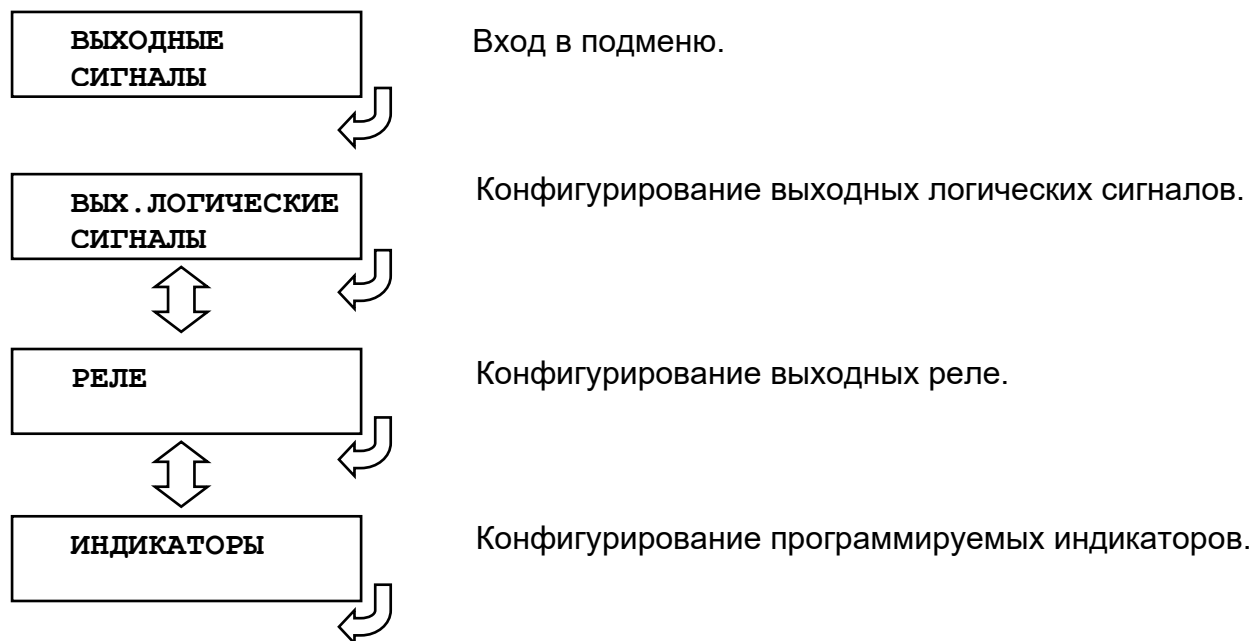 ВЫХОДНЫЕ
СИГНАЛЫ
Вход в подменю.
ВЫХ.ЛОГИЧЕСКИЕ
СИГНАЛЫ
Конфигурирование выходных логических сигналов.
РЕЛЕ
Конфигурирование выходных реле.
ИНДИКАТОРЫ
Конфигурирование программируемых индикаторов.